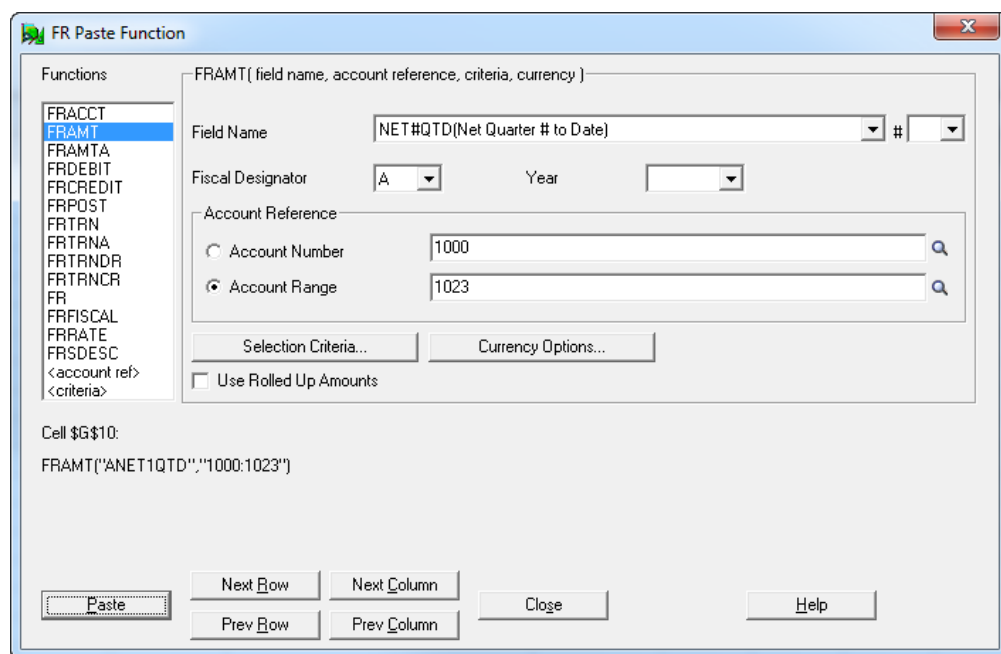 FR Paste Function
Functions
FRACCT
FRAMT
FRAMTA
FRDEBIT
FRCREDIT
FRPOST
FRTRN
FRTRNA
FRTRNDR
FRTRNCR
FR
FRFISCAL
FRRATE
FRSDESC
<account ref>
<criteria>
FRAMT( field name, account reference, criteria, currency )
Field Name NET#QTD(Net Quarter # to Date) #
Fiscal Designator A Year
Account Reference
Account Number 1000
Account Range 1023
Selection Criteria... Currency Options...
Use Rolled Up Amounts
Cell $G$10:
FRAMT("ANET1QTD","1000:1023")
Next Row Next Column
Paste Close Help
Prev Row Prev Column